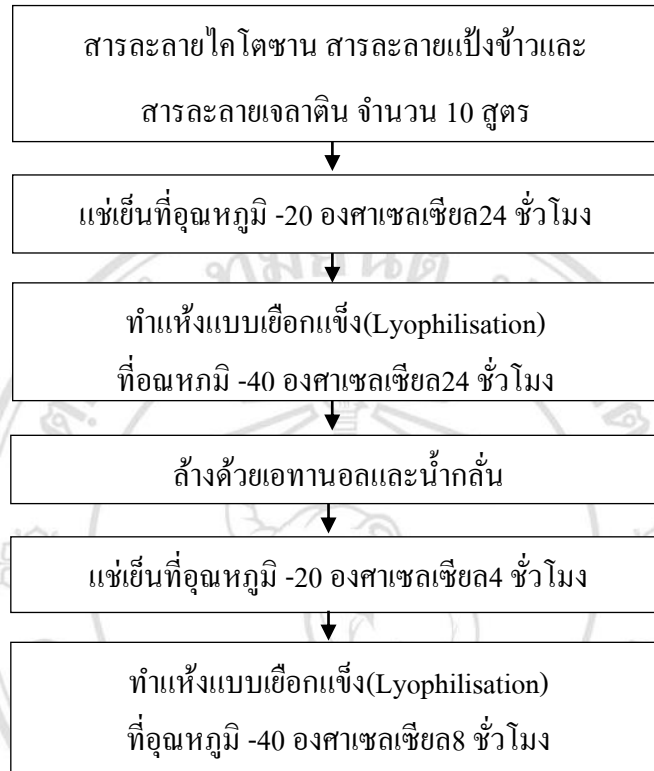 สารละลายไคโตซาน สารละลายแป้งข้าวและ
สารละลายเจลาติน จำนวน 10 สูตร
แช่เย็นที่อุณหภูมิ -20 องศาเซลเซียล24 ชั่วโมง
ทำแห้งแบบเยือกแข็ง(Lyophilisation)
ที่อณหภมิ -40 องศาเซลเซียล24 ชั่วโมง
ล้างด้วยเอทานอลและน้ำกลั่น
แช่เย็นที่อุณหภูมิ -20 องศาเซลเซียล4 ชั่วโมง
ทำแห้งแบบเยือกแข็ง(Lyophilisation)
ที่อุณหภูมิ -40 องศาเซลเซียล8 ชั่วโมง